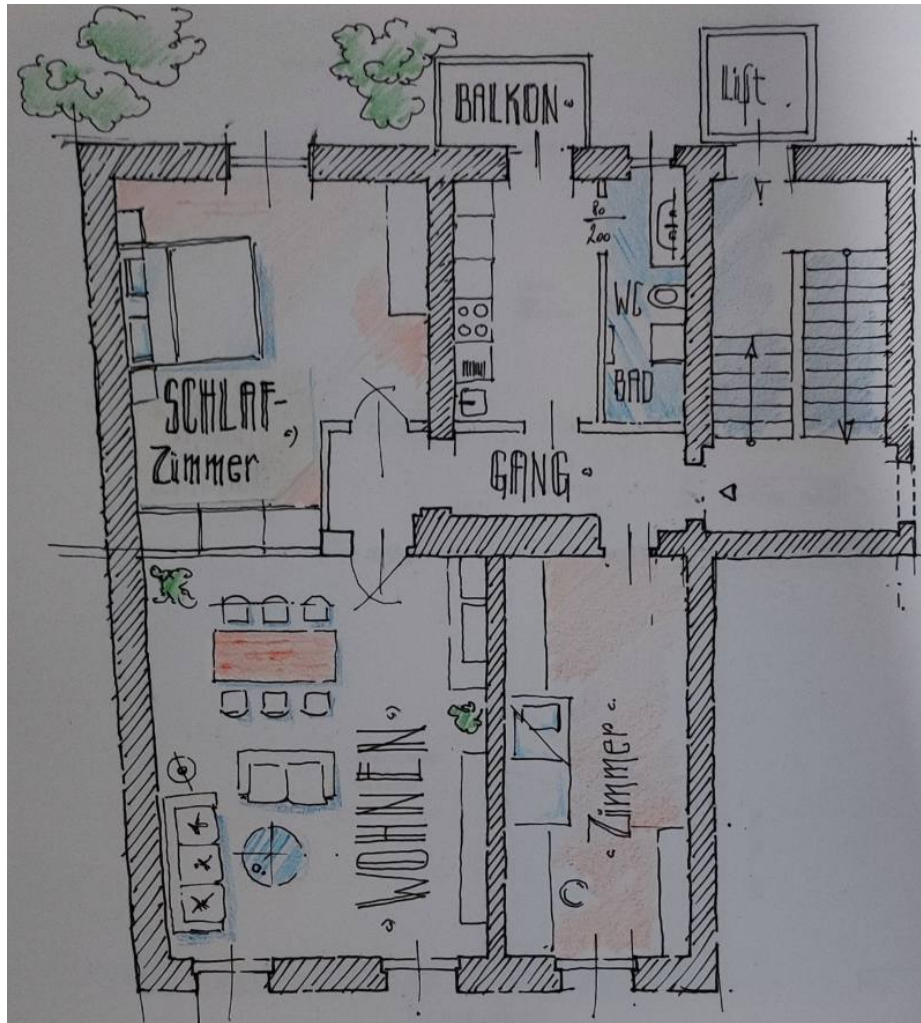 BALKON
Lift
80
200
WC
BAD
SCHLAF-
Zimmer
GANG
WOHNEN
Zimmer